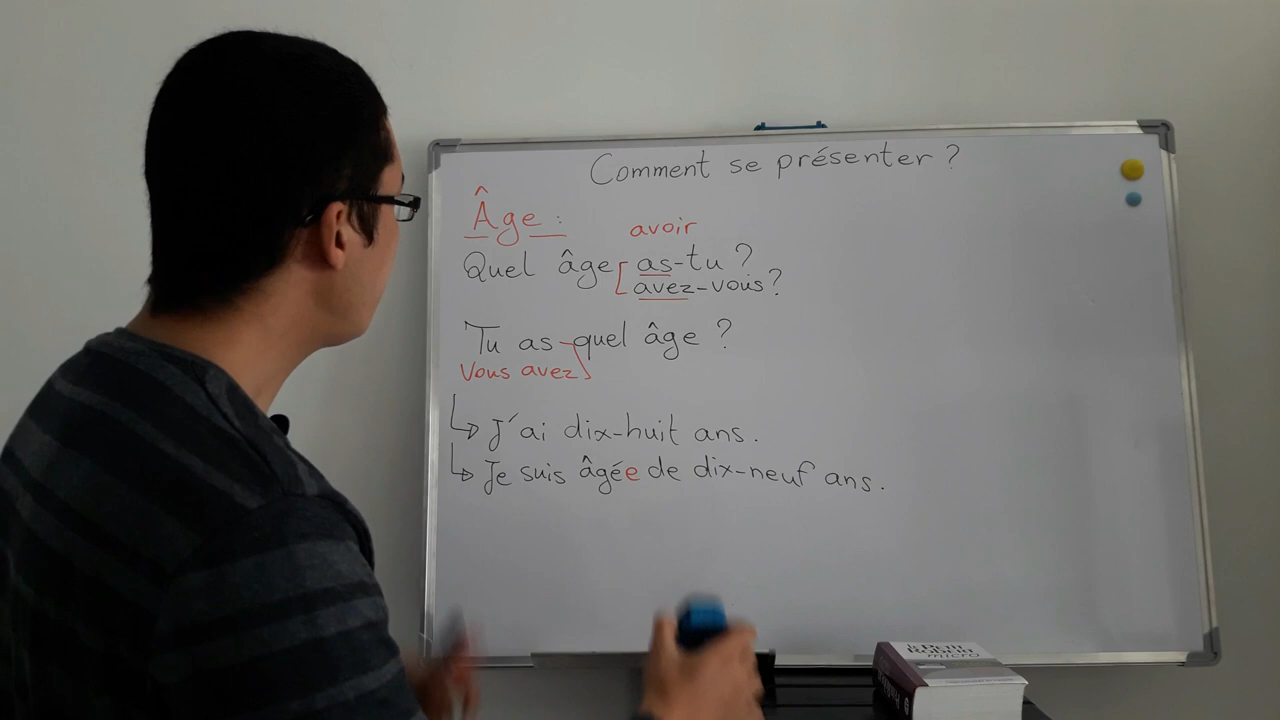 Comment se présenter ?
Âge :
avoir
Quel âge as-tu ?
avez-vous ?
Tu as quel âge ?
Vous avez
J'ai dix-huit ans.
Je suis âgée de dix-neuf ans.
micro